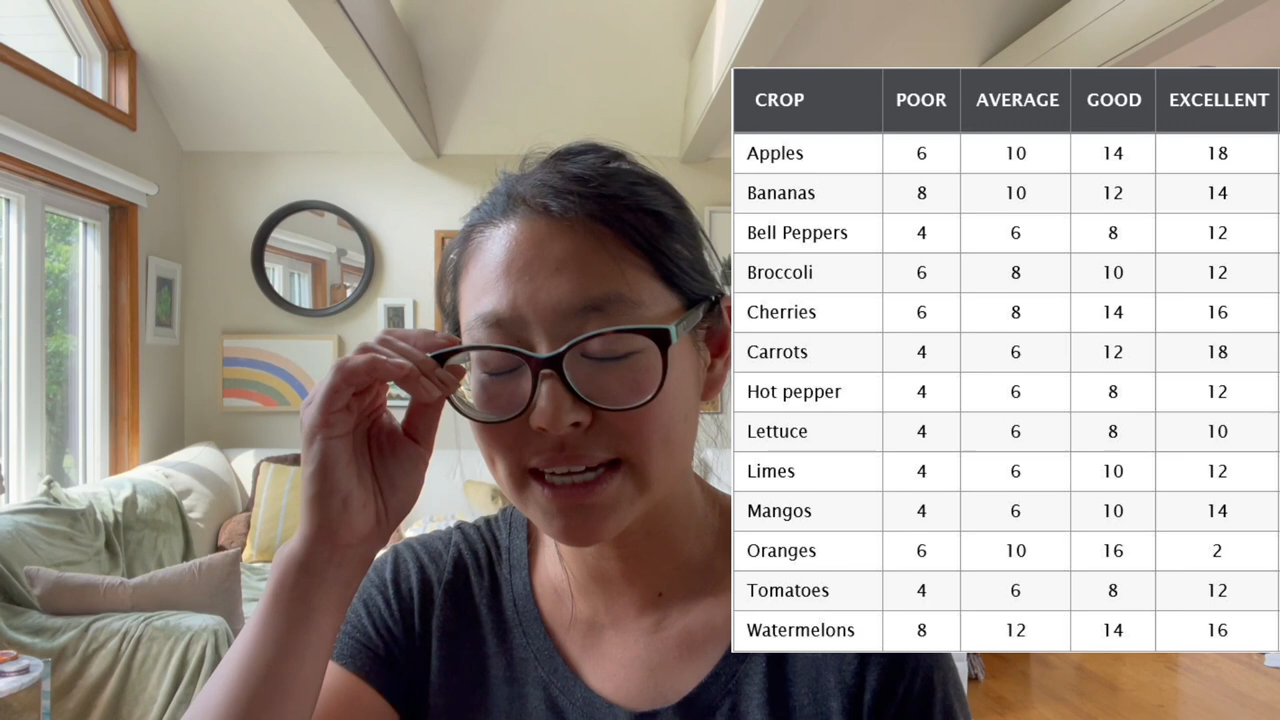 CROP POOR AVERAGE GOOD EXCELLENT
Apples 6 10 14 18
Bananas 8 10 12 14
Bell Peppers 4 6 8 12
Broccoli 6 8 10 12
Cherries 6 8 14 16
Carrots 4 6 12 18
Hot pepper 4 6 8 12
Lettuce 4 6 8 10
Limes 4 6 10 12
Mangos 4 6 10 14
Oranges 6 10 16 2
Tomatoes 4 6 8 12
Watermelons 8 12 14 16